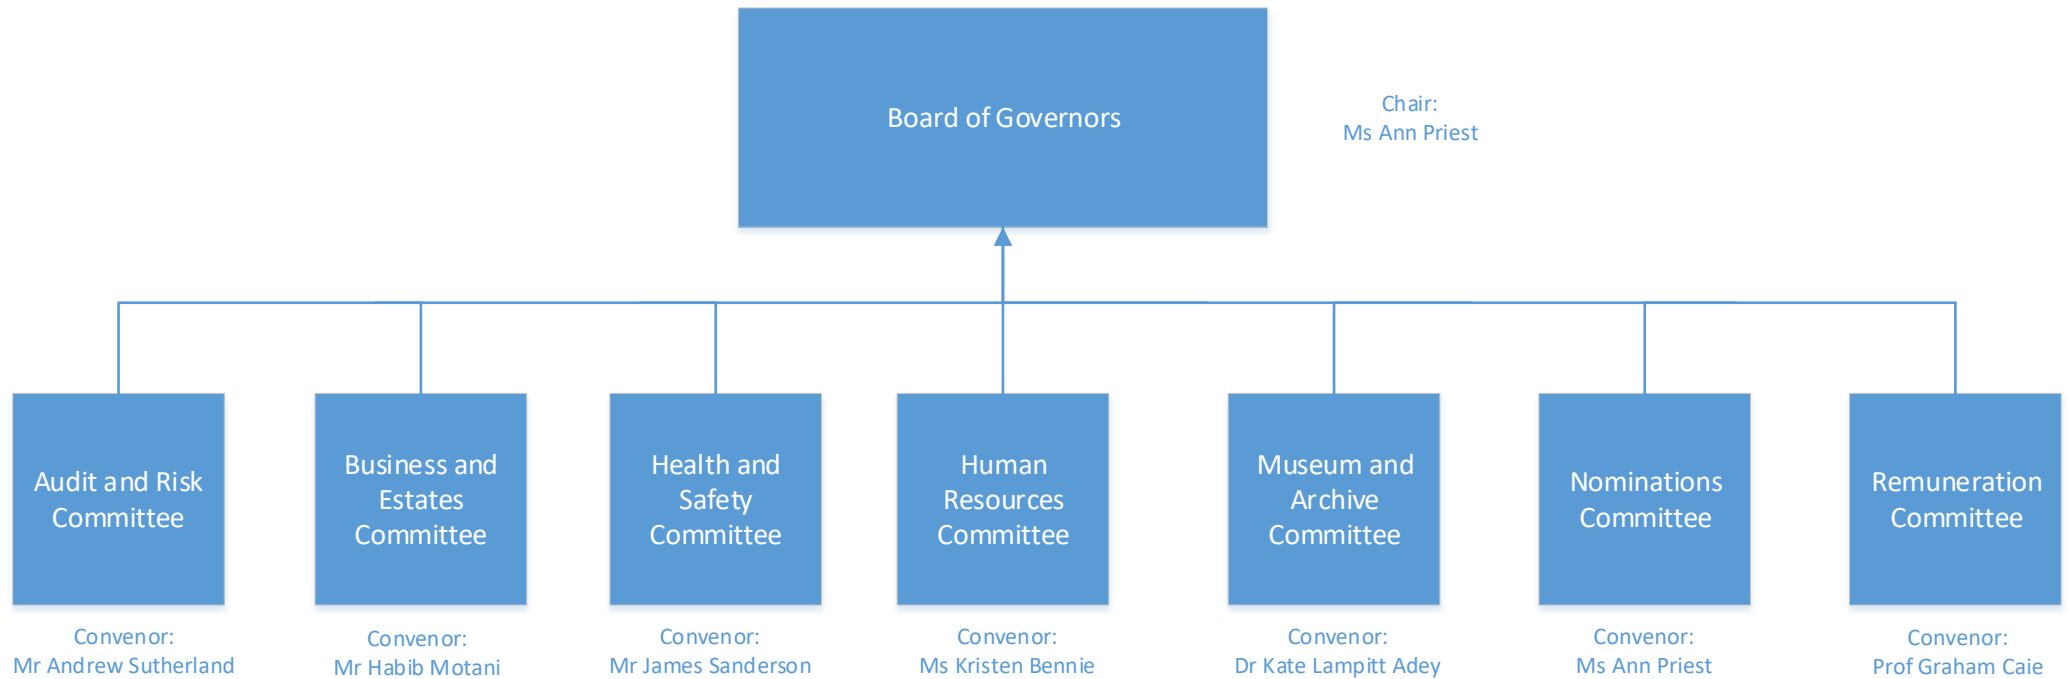 Board of Governors
Chair:
Ms Ann Priest
Audit and Risk
Committee
Business and
Estates
Committee
Health and
Safety
Committee
Human
Resources
Committee
Museum and
Archive
Committee
Nominations
Committee
Remuneration
Committee
Convenor:
Mr Andrew Sutherland
Convenor:
Mr Habib Motani
Convenor:
Mr James Sanderson
Convenor:
Ms Kristen Bennie
Convenor:
Dr Kate Lampitt Adey
Convenor:
Ms Ann Priest
Convenor:
Prof Graham Caie